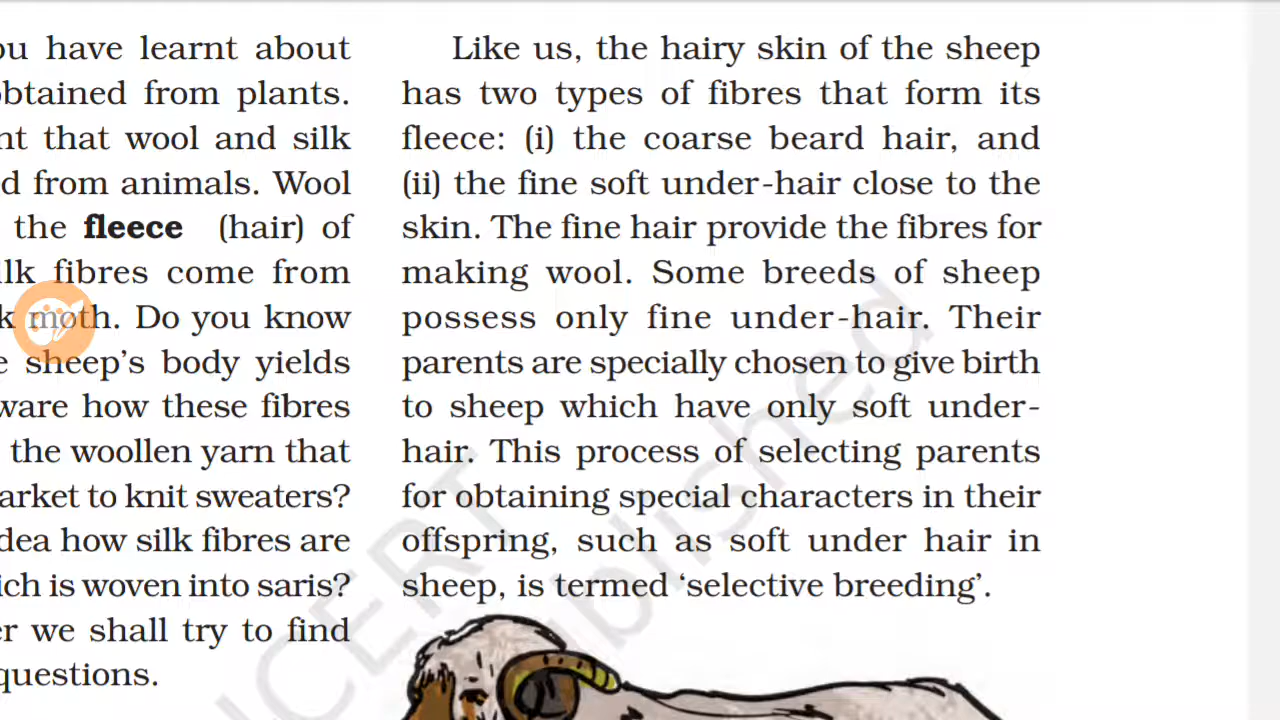 ou have learnt about
obtained from plants.
nt that wool and silk
d from animals. Wool
the fleece (hair) of
ilk fibres come from
k moth. Do you know
e sheep's body yields
ware how these fibres
the woollen yarn that
arket to knit sweaters?
dea how silk fibres are
ich is woven into saris?
er we shall try to find
questions.
Like us, the hairy skin of the sheep
has two types of fibres that form its
fleece: (i) the coarse beard hair, and
(ii) the fine soft under-hair close to the
skin. The fine hair provide the fibres for
making wool. Some breeds of sheep
possess only fine under-hair. Their
parents are specially chosen to give birth
to sheep which have only soft under-
hair. This process of selecting parents
for obtaining special characters in their
offspring, such as soft under hair in
sheep, is termed ‘selective breeding’.
NCERT
ublished